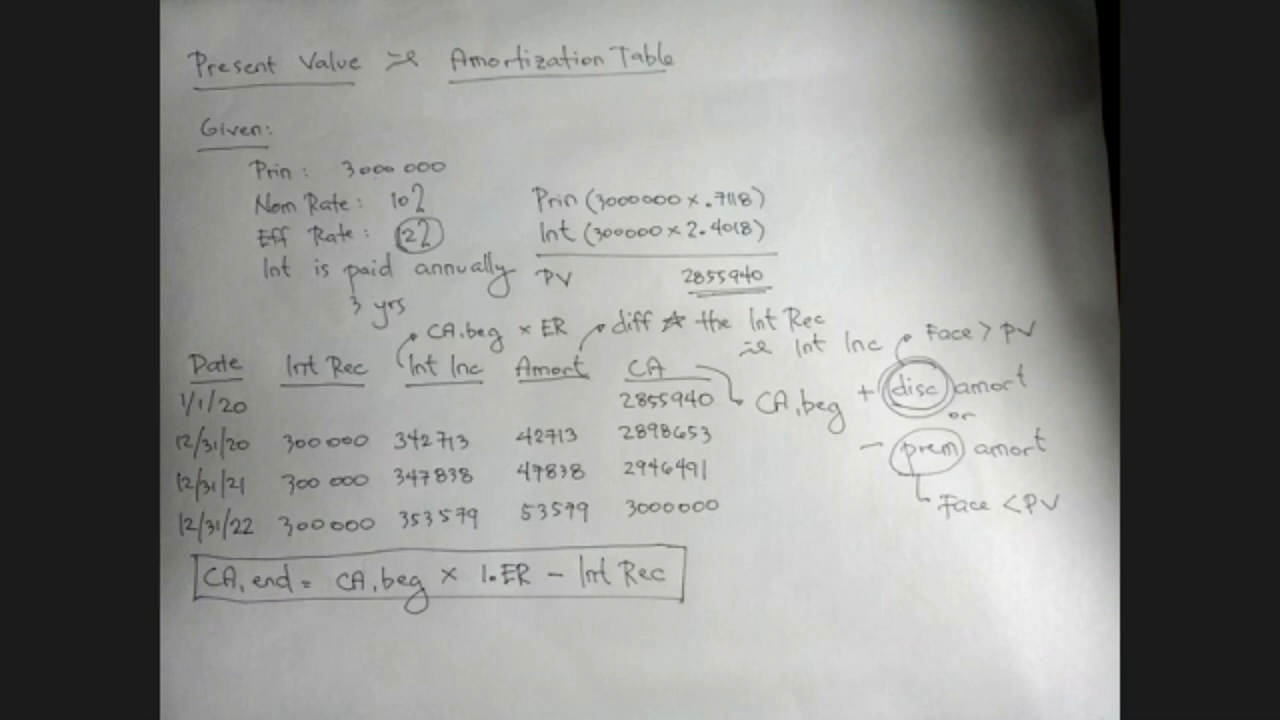 Present Value & Amortization Table
Given:
Prin: 3000 000
Nom Rate: 10%
Eff Rate: 12%
Int is paid annually
3 yrs
Prin (3000000 x .7118)
Int (300000 x 2.4018)
PV 2855940
CA.beg x ER
diff the Int Rec
& Int Inc
Face > PV
Date Int Rec Int Inc Amort CA
1/1/20 2855940
12/31/20 300000 342713 42713 2898653
12/31/21 300 000 347838 47838 2946491
12/31/22 300000 353579 53579 3000000
CA, beg + disc amort
or
- prem amort
Face < PV
CA, end = CA, beg x 1.ER - Int Rec